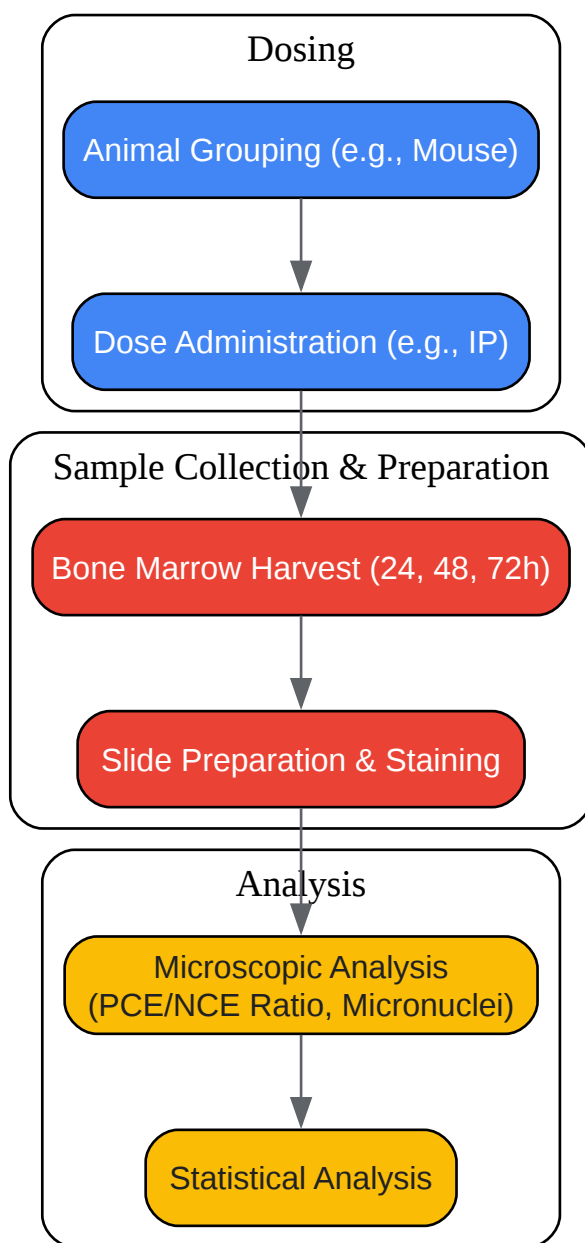 Dosing
Animal Grouping (e.g., Mouse)
Dose Administration (e.g., IP)
Sample Collection & Preparation
Bone Marrow Harvest (24, 48, 72h)
Slide Preparation & Staining
Analysis
Microscopic Analysis
(PCE/NCE Ratio, Micronuclei)
Statistical Analysis